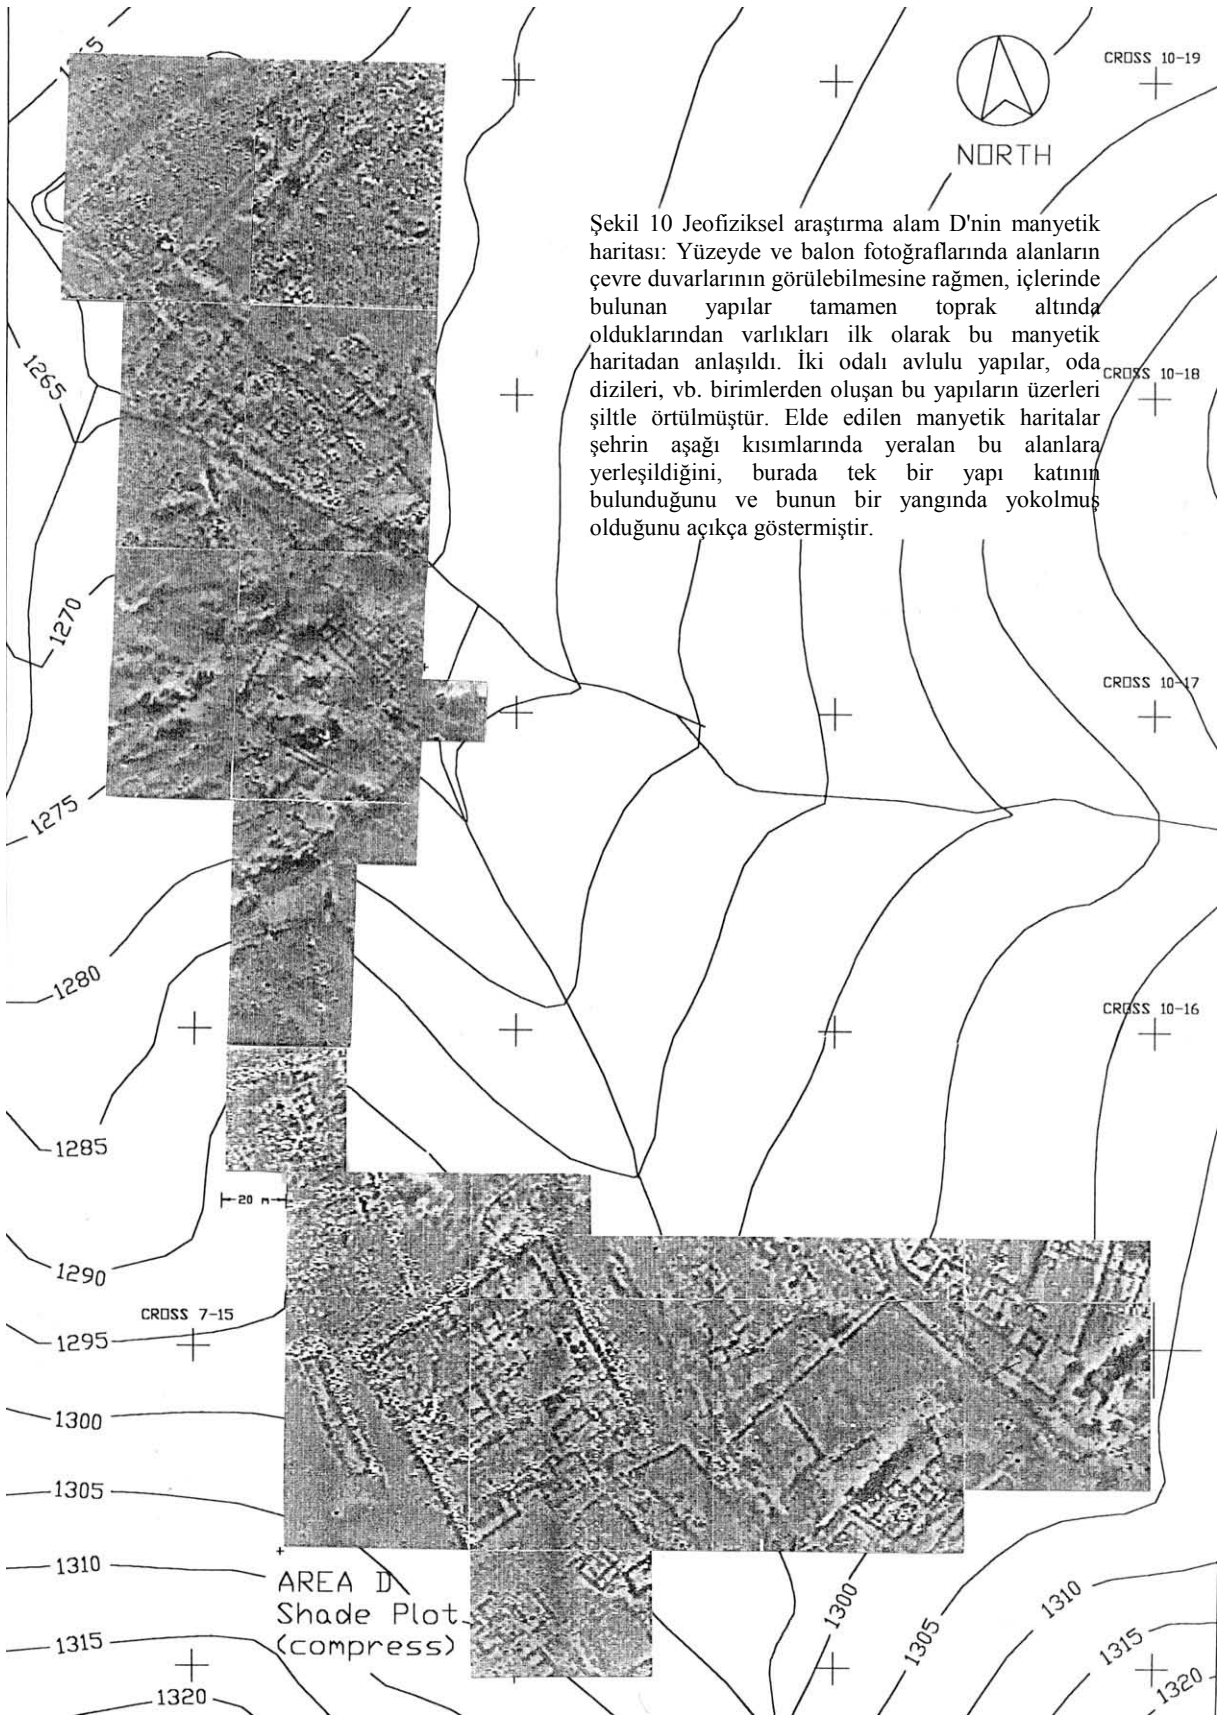 CROSS 10-19
NORTH
Şekil 10 Jeofiziksel araştırma alam D'nin manyetik
haritası: Yüzeyde ve balon fotoğraflarında alanların
çevre duvarlarının görülebilmesine rağmen, içlerinde
bulunan yapılar tamamen toprak altında
olduklarından varlıkları ilk olarak bu manyetik
haritadan anlaşıldı. İki odalı avlulu yapılar, oda
dizileri, vb. birimlerden oluşan bu yapıların üzerleri
şiltle örtülmüştür. Elde edilen manyetik haritalar
şehrin aşağı kısımlarında yeralan bu alanlara
yerleşildiğini, burada tek bir yapı katının
bulunduğunu ve bunun bir yangında yokolmuş
olduğunu açıkça göstermiştir.
1265
CROSS 10-18
1270
CROSS 10-17
1275
1280
CROSS 10-16
1285
20 m
1290
CROSS 7-15
1295
1300
1305
1310
AREA D
Shade Plot
(compress)
1315
1320
1300
1305
1310
1315
1320